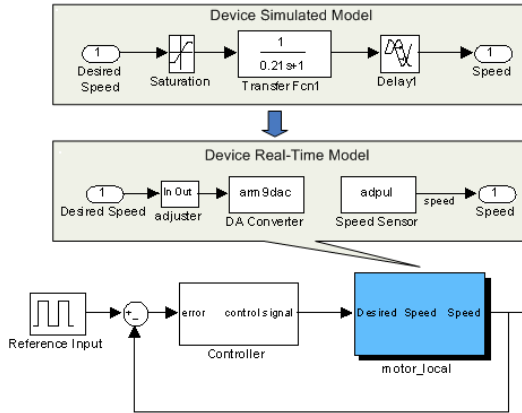 Device Simulated Model
1
Desired
Speed
Saturation
1
0.21s+1
Transfer Fcn1
Delay1
1
Speed
Device Real-Time Model
1
Desired Speed
In Out
adjuster
arm9dac
DA Converter
adpul
Speed Sensor
speed
1
Speed
Reference Input
+
-
error control signal
Controller
Desired Speed Speed
motor_local